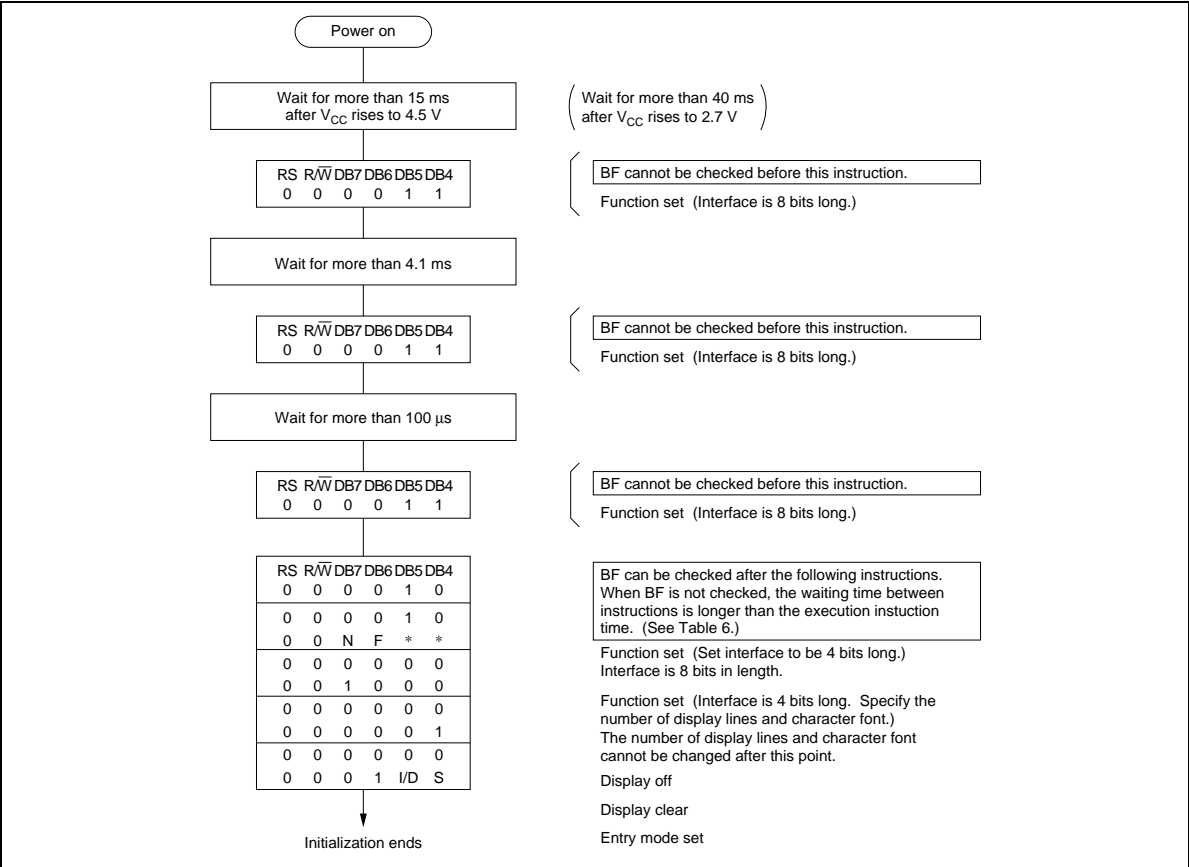 Power on
Wait for more than 15 ms
after VCC rises to 4.5 V
Wait for more than 40 ms
after VCC rises to 2.7 V
RS R/W̅ DB7 DB6 DB5 DB4
0 0 0 0 1 1
BF cannot be checked before this instruction.
Function set (Interface is 8 bits long.)
Wait for more than 4.1 ms
RS R/W̅ DB7 DB6 DB5 DB4
0 0 0 0 1 1
BF cannot be checked before this instruction.
Function set (Interface is 8 bits long.)
Wait for more than 100 µs
RS R/W̅ DB7 DB6 DB5 DB4
0 0 0 0 1 1
BF cannot be checked before this instruction.
Function set (Interface is 8 bits long.)
RS R/W̅ DB7 DB6 DB5 DB4
0 0 0 0 1 0
0 0 0 0 1 0
0 0 N F * *
0 0 0 0 0 0
0 0 1 0 0 0
0 0 0 0 0 0
0 0 0 0 0 1
0 0 0 0 0 0
0 0 0 1 I/D S
Initialization ends
BF can be checked after the following instructions.
When BF is not checked, the waiting time between
instructions is longer than the execution instuction
time. (See Table 6.)
Function set (Set interface to be 4 bits long.)
Interface is 8 bits in length.
Function set (Interface is 4 bits long. Specify the
number of display lines and character font.)
The number of display lines and character font
cannot be changed after this point.
Display off
Display clear
Entry mode set